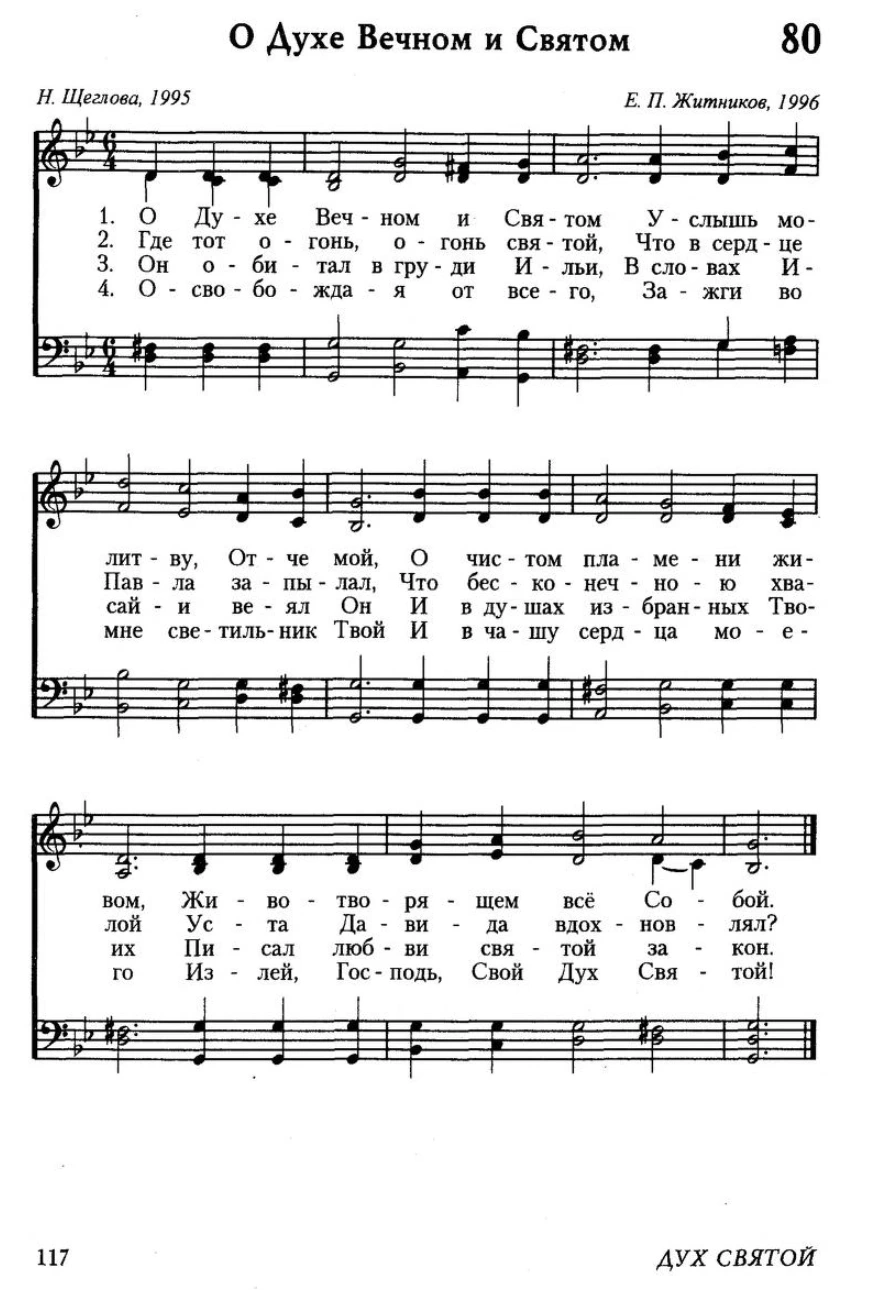 О Духе Вечном и Святом 80
Н. Щеглова, 1995 Е. П. Житников, 1996
1. О Ду - хе Веч - ном и Свя - том У - слышь мо-
2. Где тот о - гонь, о - гонь свя - той, Что в серд - це
3. Он о - би - тал в гру - ди И - льи, В сло - вах И -
4. О - сво - бо - жда - я от все - го, За - жги во
лит - ву, От - че мой, О чис - том пла - ме - ни жи-
Пав - ла за - пы - лал, Что бес - ко - неч - но - ю хва-
сай - и ве - ял Он И в ду - шах из - бран - ных Тво-
мне све - тиль - ник Твой И в ча - шу серд - ца мо - е -
вом, Жи - во - тво - ря - щем всё Со - бой.
лой Ус - та Да - ви - да вдох - нов - лял?
их Пи - сал люб - ви свя - той за - кон.
го Из - лей, Гос - подь, Свой Дух Свя - той!
117 ДУХ СВЯТОЙ